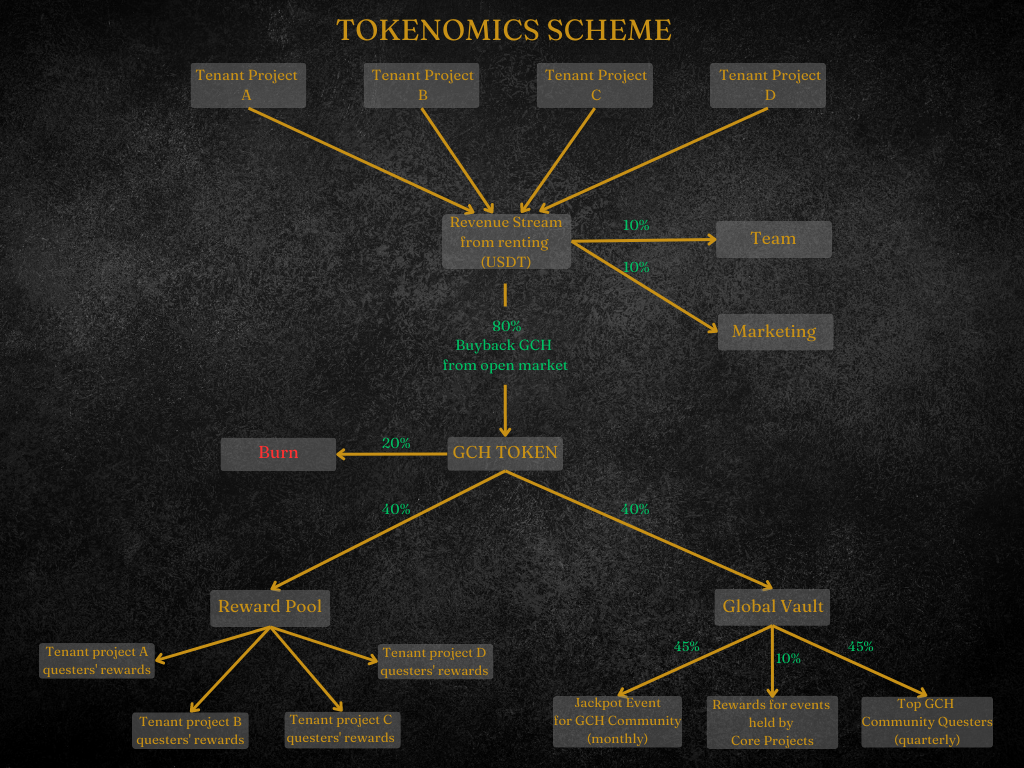 TOKENOMICS SCHEME
Tenant Project
A
Tenant Project
B
Tenant Project
C
Tenant Project
D
Revenue Stream
from renting
(USDT)
10%
Team
10%
Marketing
80%
Buyback GCH
from open market
Burn
20%
GCH TOKEN
40%
40%
Reward Pool
Global Vault
Tenant project A
questers' rewards
Tenant project B
questers' rewards
Tenant project C
questers' rewards
Tenant project D
questers' rewards
45%
10%
45%
Jackpot Event
for GCH Community
(monthly)
Rewards for events
held by
Core Projects
Top GCH
Community Questers
(quarterly)